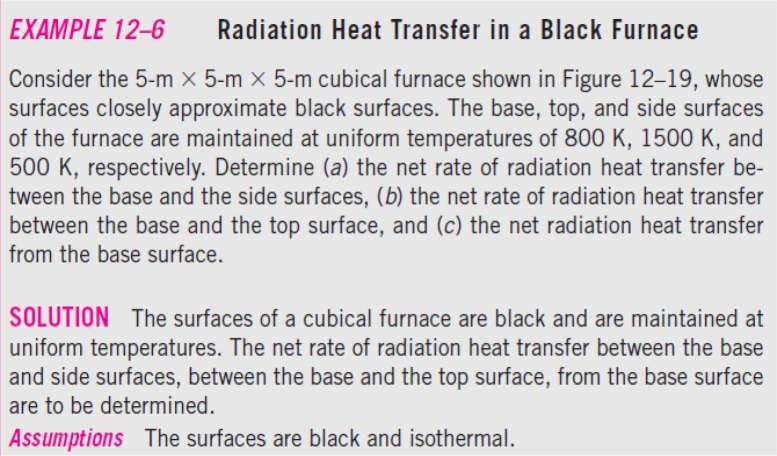 EXAMPLE 12–6 Radiation Heat Transfer in a Black Furnace
Consider the 5-m × 5-m × 5-m cubical furnace shown in Figure 12–19, whose
surfaces closely approximate black surfaces. The base, top, and side surfaces
of the furnace are maintained at uniform temperatures of 800 K, 1500 K, and
500 K, respectively. Determine (a) the net rate of radiation heat transfer be-
tween the base and the side surfaces, (b) the net rate of radiation heat transfer
between the base and the top surface, and (c) the net radiation heat transfer
from the base surface.
SOLUTION The surfaces of a cubical furnace are black and are maintained at
uniform temperatures. The net rate of radiation heat transfer between the base
and side surfaces, between the base and the top surface, from the base surface
are to be determined.
Assumptions The surfaces are black and isothermal.